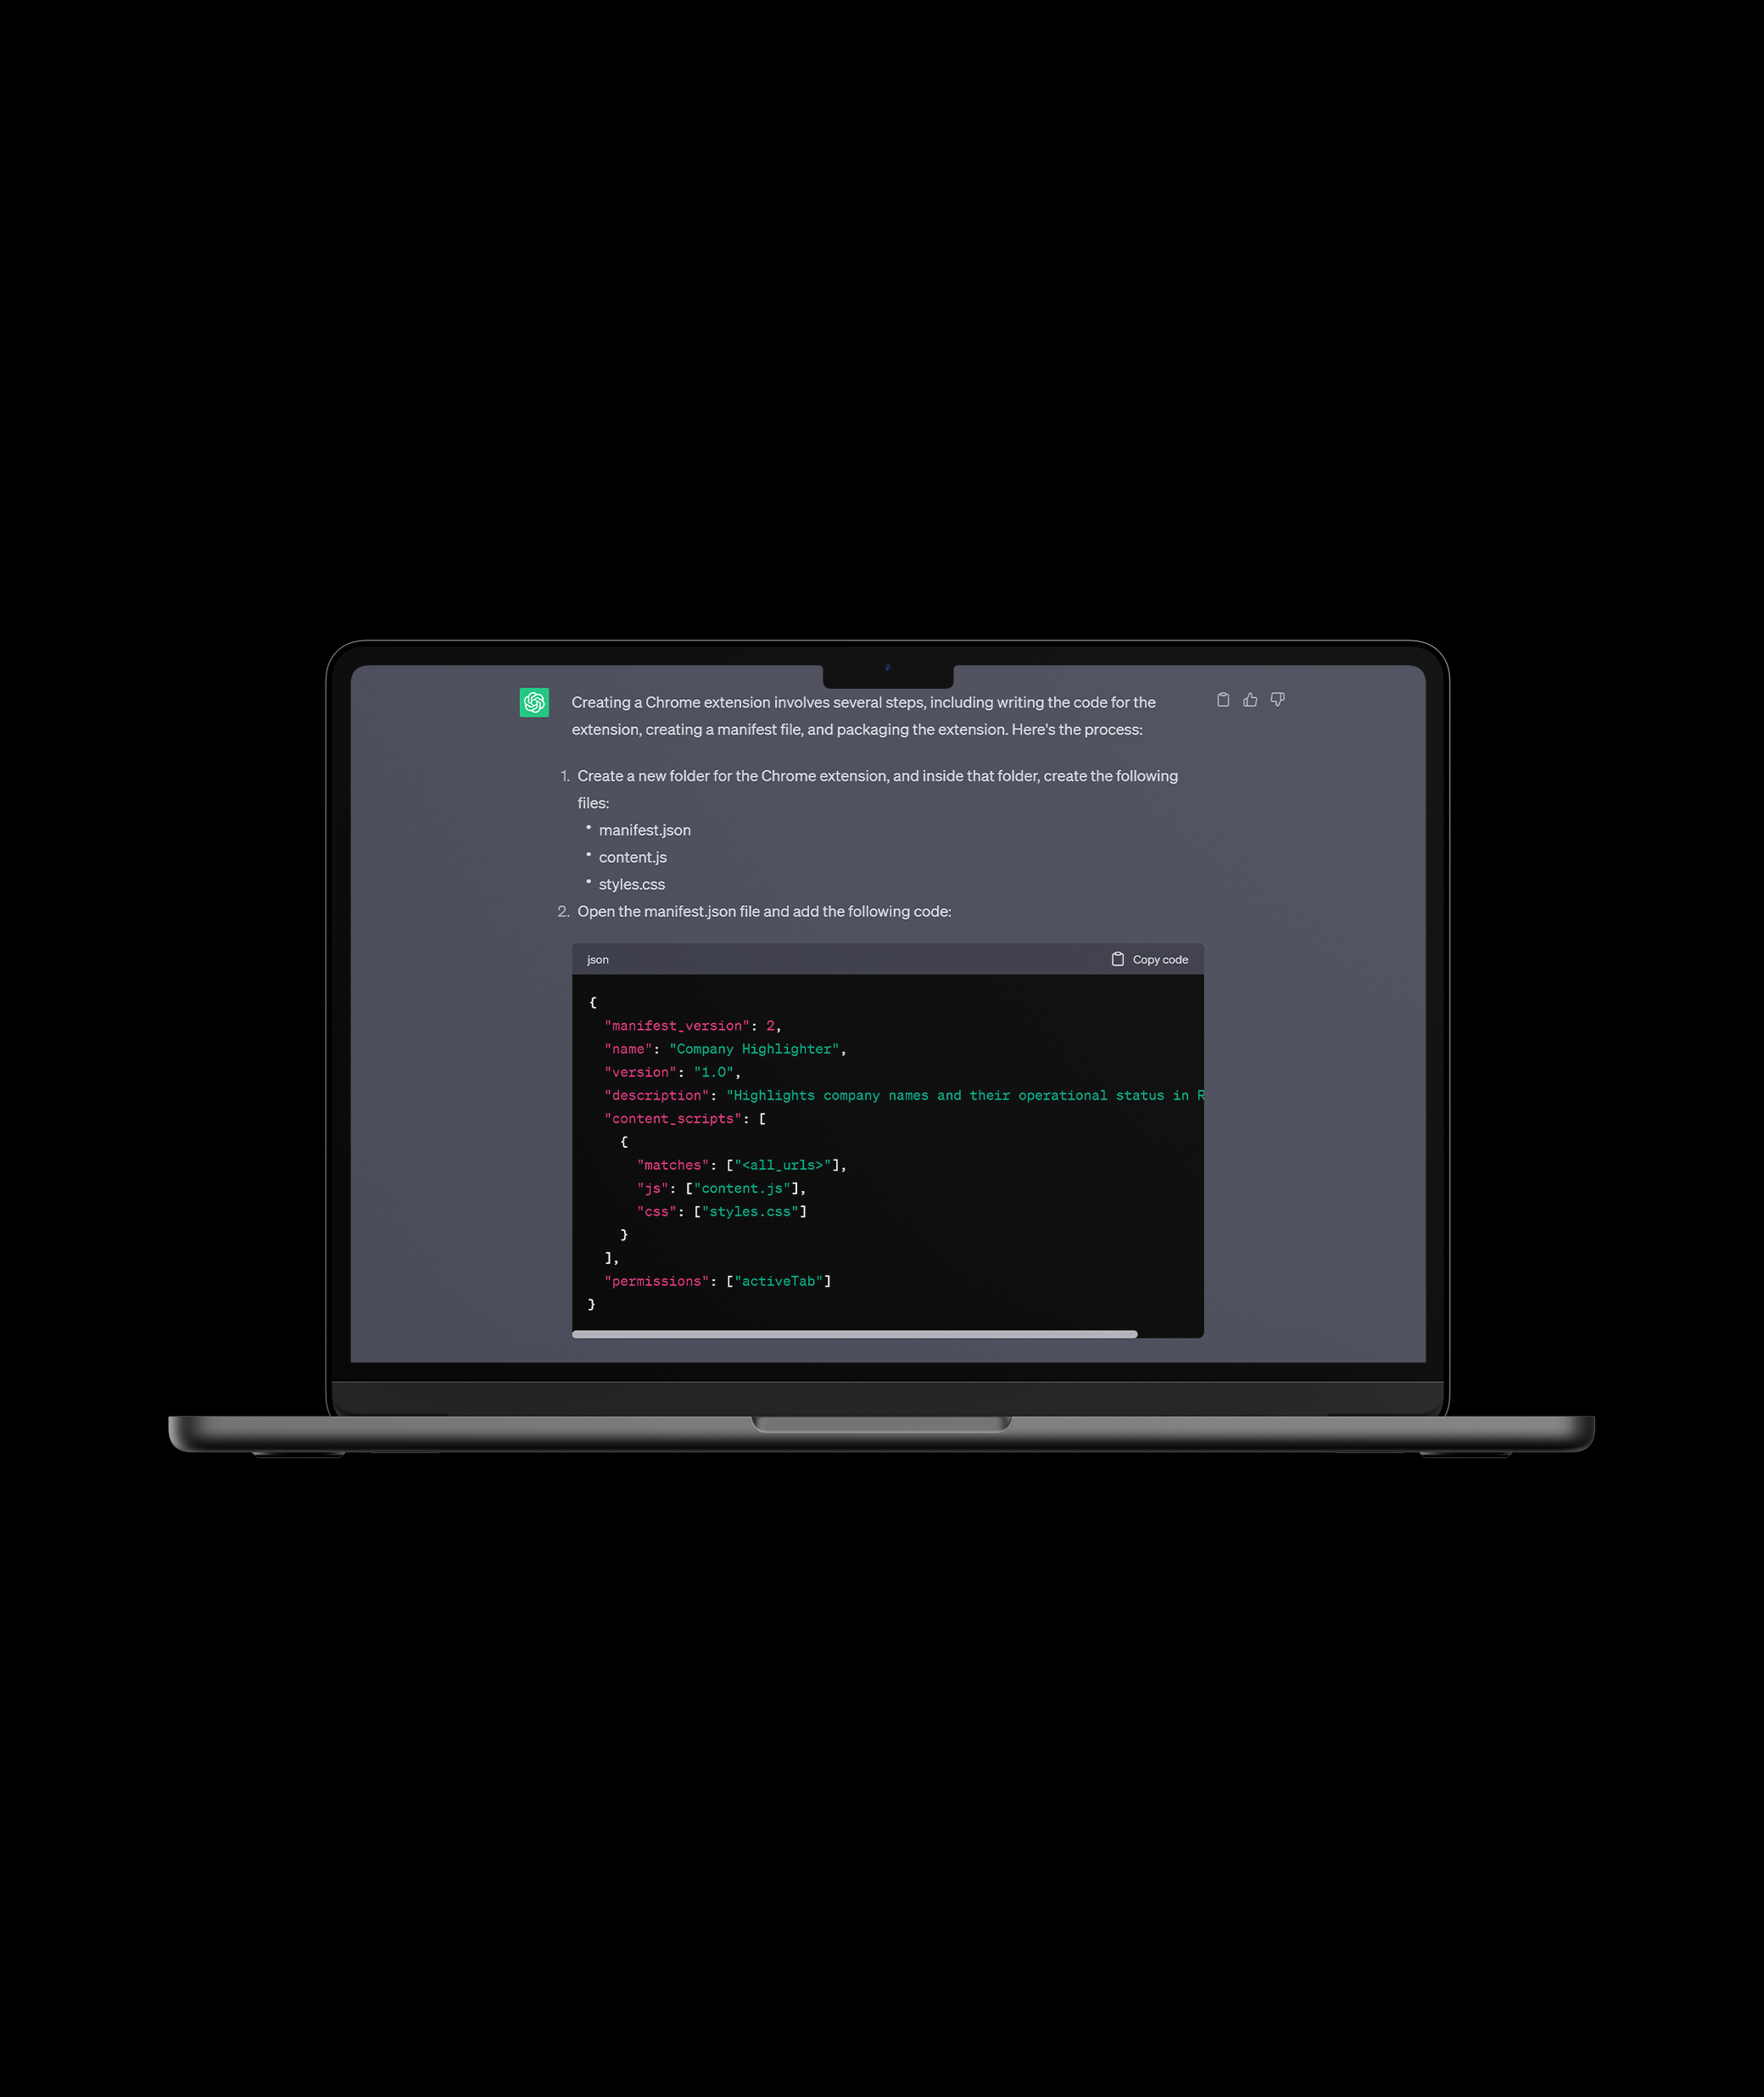 Creating a Chrome extension involves several steps, including writing the code for the
extension, creating a manifest file, and packaging the extension. Here's the process:
1. Create a new folder for the Chrome extension, and inside that folder, create the following
files:
• manifest.json
• content.js
• styles.css
2. Open the manifest.json file and add the following code:
json Copy code
{
"manifest_version": 2,
"name": "Company Highlighter",
"version": "1.0",
"description": "Highlights company names and their operational status in R
"content_scripts": [
{
"matches": ["<all_urls>"],
"js": ["content.js"],
"css": ["styles.css"]
}
],
"permissions": ["activeTab"]
}